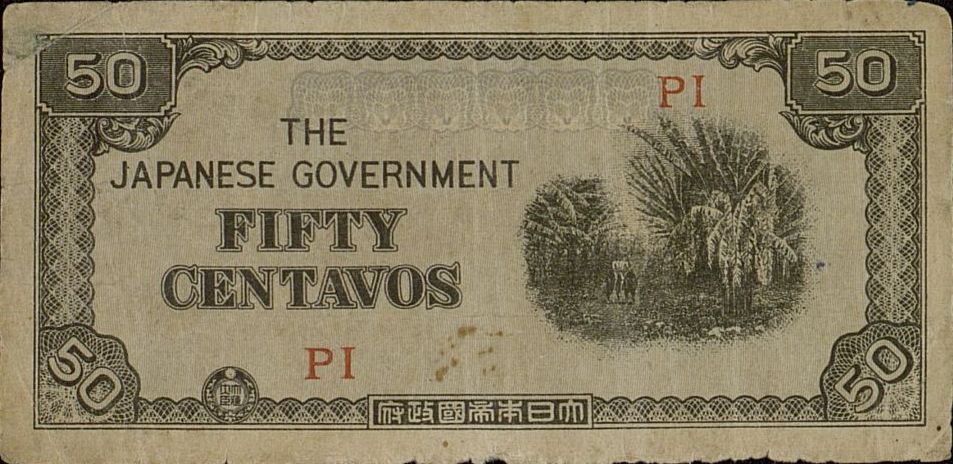 50 50
PI
THE
JAPANESE GOVERNMENT
FIFTY
CENTAVOS
PI
50 50
府政國帝本日大